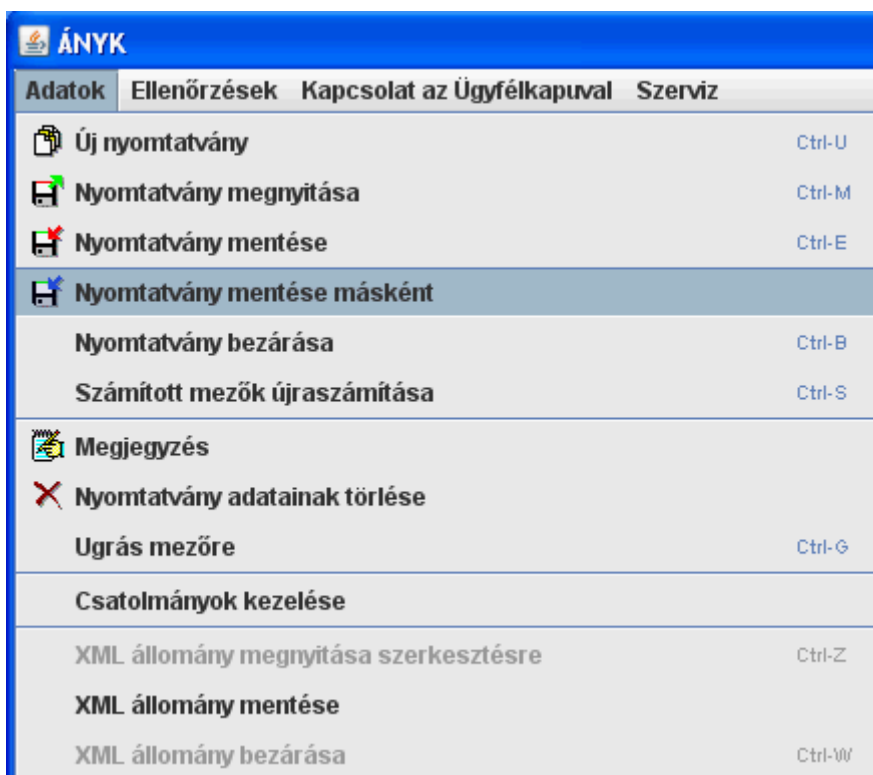 ÁNYK
Adatok Ellenőrzések Kapcsolat az Ügyfélkapuval Szerviz
Új nyomtatvány Ctrl-U
Nyomtatvány megnyitása Ctrl-M
Nyomtatvány mentése Ctrl-E
Nyomtatvány mentése másként
Nyomtatvány bezárása Ctrl-B
Számított mezők újraszámítása Ctrl-S
Megjegyzés
Nyomtatvány adatainak törlése
Ugrás mezőre Ctrl-G
Csatolmányok kezelése
XML állomány megnyitása szerkesztésre Ctrl-Z
XML állomány mentése
XML állomány bezárása Ctrl-W